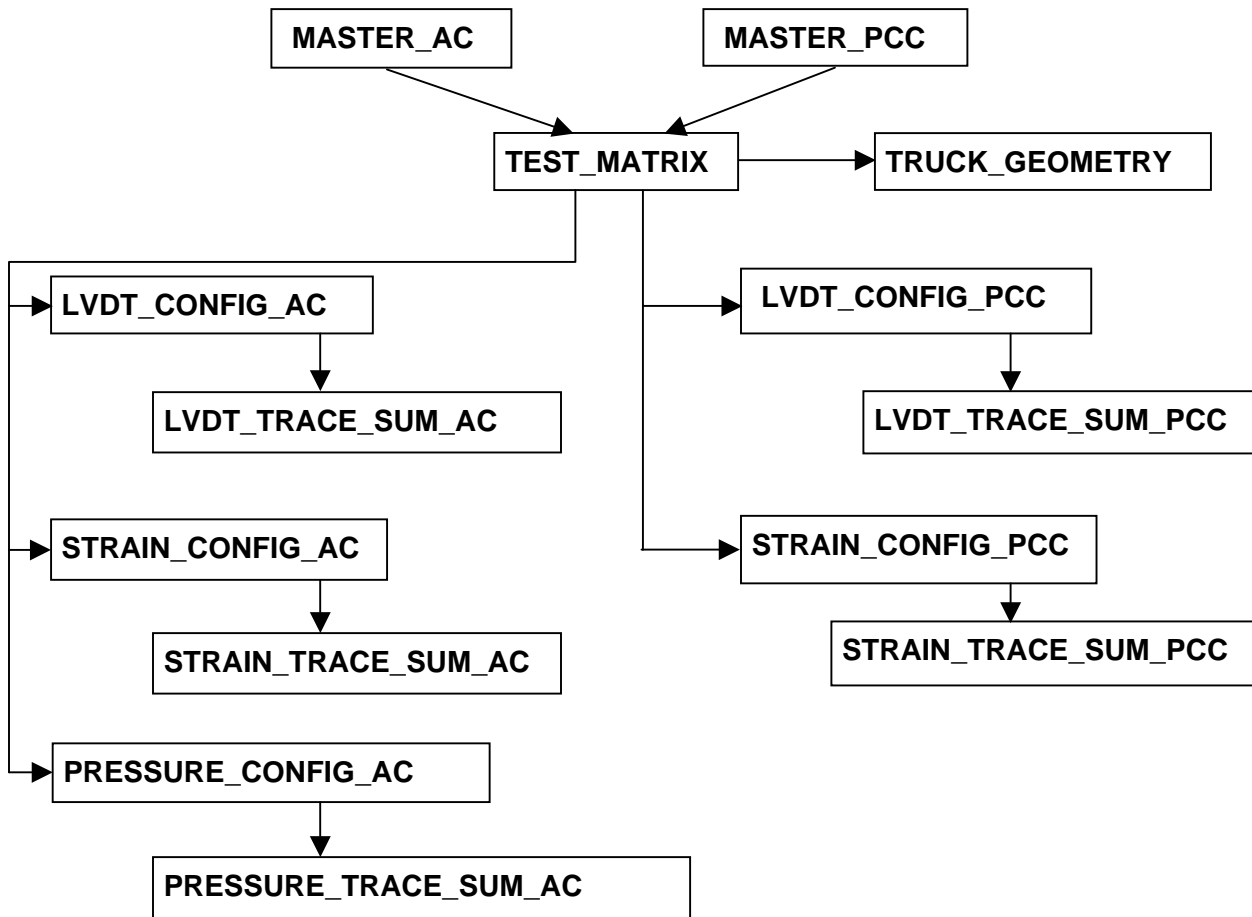 MASTER_AC
MASTER_PCC
TEST_MATRIX
TRUCK_GEOMETRY
LVDT_CONFIG_AC
LVDT_CONFIG_PCC
LVDT_TRACE_SUM_AC
LVDT_TRACE_SUM_PCC
STRAIN_CONFIG_AC
STRAIN_CONFIG_PCC
STRAIN_TRACE_SUM_AC
STRAIN_TRACE_SUM_PCC
PRESSURE_CONFIG_AC
PRESSURE_TRACE_SUM_AC